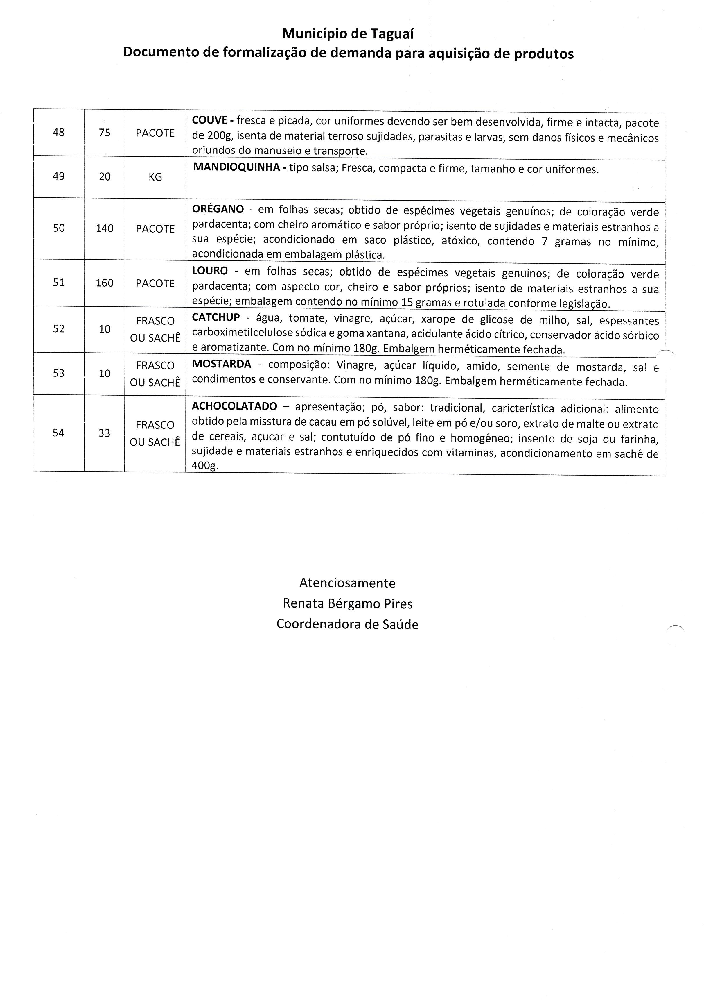 Município de Taguaí
Documento de formalização de demanda para aquisição de produtos
48 75 PACOTE COUVE - fresca e picada, cor uniformes devendo ser bem desenvolvida, firme e intacta, pacote
de 200g, isenta de material terroso sujidades, parasitas e larvas, sem danos físicos e mecânicos
oriundos do manuseio e transporte.
49 20 KG MANDIOQUINHA - tipo salsa; Fresca, compacta e firme, tamanho e cor uniformes.
50 140 PACOTE ORÉGANO - em folhas secas; obtido de espécimes vegetais genuínos; de coloração verde
pardacenta; com cheiro aromático e sabor próprio; isento de sujidades e materiais estranhos a
sua espécie; acondicionado em saco plástico, atóxico, contendo 7 gramas no mínimo,
acondicionada em embalagem plástica.
51 160 PACOTE LOURO - em folhas secas; obtido de espécimes vegetais genuínos; de coloração verde
pardacenta; com aspecto cor, cheiro e sabor próprios; isento de materiais estranhos a sua
espécie; embalagem contendo no mínimo 15 gramas e rotulada conforme legislação.
52 10 FRASCO OU SACHÊ CATCHUP - água, tomate, vinagre, açúcar, xarope de glicose de milho, sal, espessantes
carboximetilcelulose sódica e goma xantana, acidulante ácido cítrico, conservador ácido sórbico
e aromatizante. Com no mínimo 180g. Embalgem herméticamente fechada.
53 10 FRASCO OU SACHÊ MOSTARDA - composição: Vinagre, açúcar líquido, amido, semente de mostarda, sal e
condimentos e conservante. Com no mínimo 180g. Embalgem herméticamente fechada.
54 33 FRASCO OU SACHÊ ACHOCOLATADO – apresentação; pó, sabor: tradicional, caricterística adicional: alimento
obtido pela misstura de cacau em pó solúvel, leite em pó e/ou soro, extrato de malte ou extrato
de cereais, açucar e sal; contutuído de pó fino e homogêneo; insento de soja ou farinha,
sujidade e materiais estranhos e enriquecidos com vitaminas, acondicionamento em sachê de
400g.
Atenciosamente
Renata Bérgamo Pires
Coordenadora de Saúde